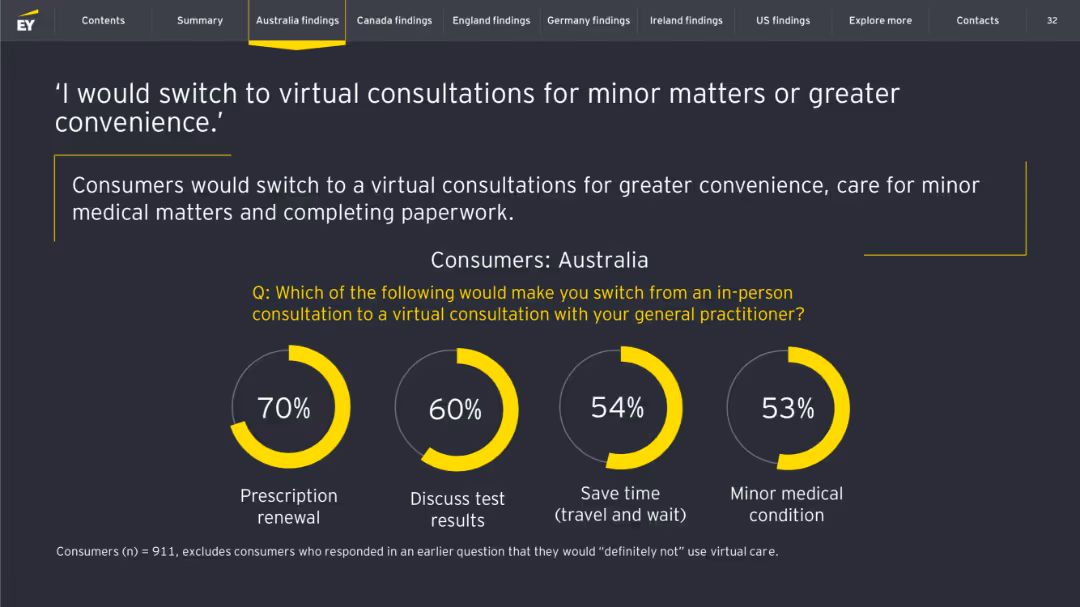 EY
Contents
Summary
Australia findings
Canada findings
England findings
Germany findings
Ireland findings
US findings
Explore more
Contacts
32
‘I would switch to virtual consultations for minor matters or greater
convenience.’
Consumers would switch to a virtual consultations for greater convenience, care for minor
medical matters and completing paperwork.
Consumers: Australia
Q: Which of the following would make you switch from an in-person
consultation to a virtual consultation with your general practitioner?
70%
60%
54%
53%
Prescription
renewal
Discuss test
results
Save time
(travel and wait)
Minor medical
condition
Consumers (n) = 911, excludes consumers who responded in an earlier question that they would “definitely not” use virtual care.